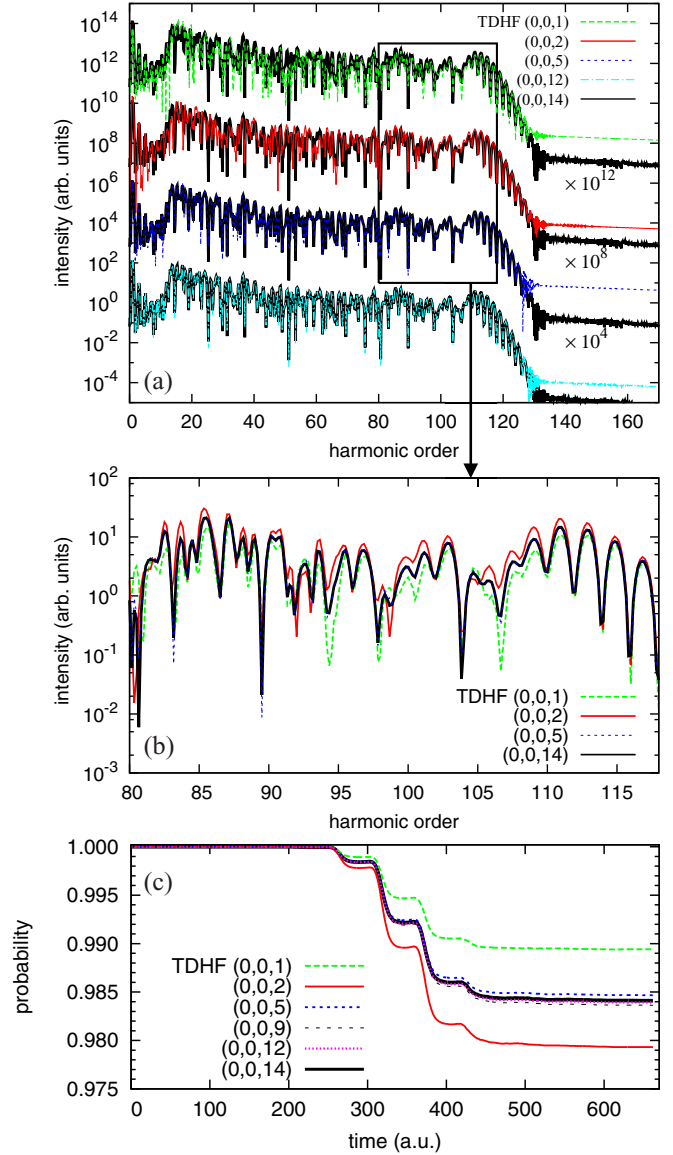 10^14
10^12
10^10
10^8
10^6
10^4
10^2
10^0
10^-2
10^-4
intensity (arb. units)
TDHF (0,0,1)
(0,0,2)
(0,0,5)
(0,0,12)
(0,0,14)
× 10^12
× 10^8
× 10^4
(a)
0 20 40 60 80 100 120 140 160
harmonic order
10^2
10^1
10^0
10^-1
10^-2
10^-3
intensity (arb. units)
(b)
TDHF (0,0,1)
(0,0,2)
(0,0,5)
(0,0,14)
80 85 90 95 100 105 110 115
harmonic order
1.000
0.995
0.990
0.985
0.980
0.975
probability
(c)
TDHF (0,0,1)
(0,0,2)
(0,0,5)
(0,0,9)
(0,0,12)
(0,0,14)
0 100 200 300 400 500 600
time (a.u.)